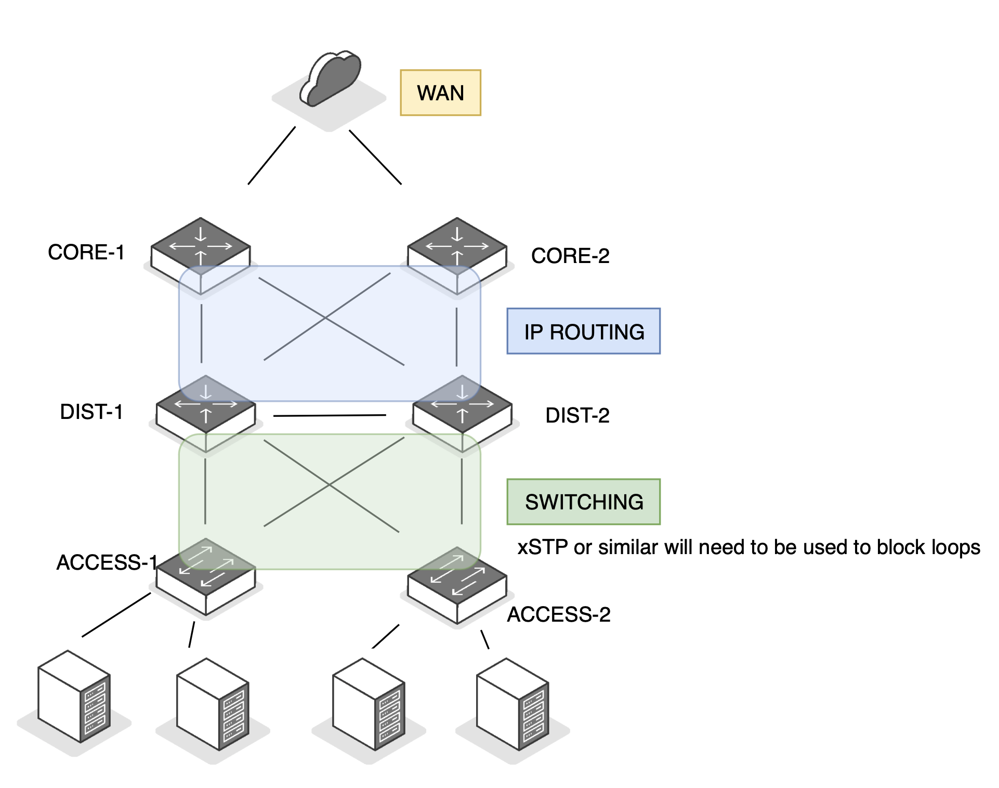 WAN
CORE-1
CORE-2
IP ROUTING
DIST-1
DIST-2
SWITCHING
xSTP or similar will need to be used to block loops
ACCESS-1
ACCESS-2